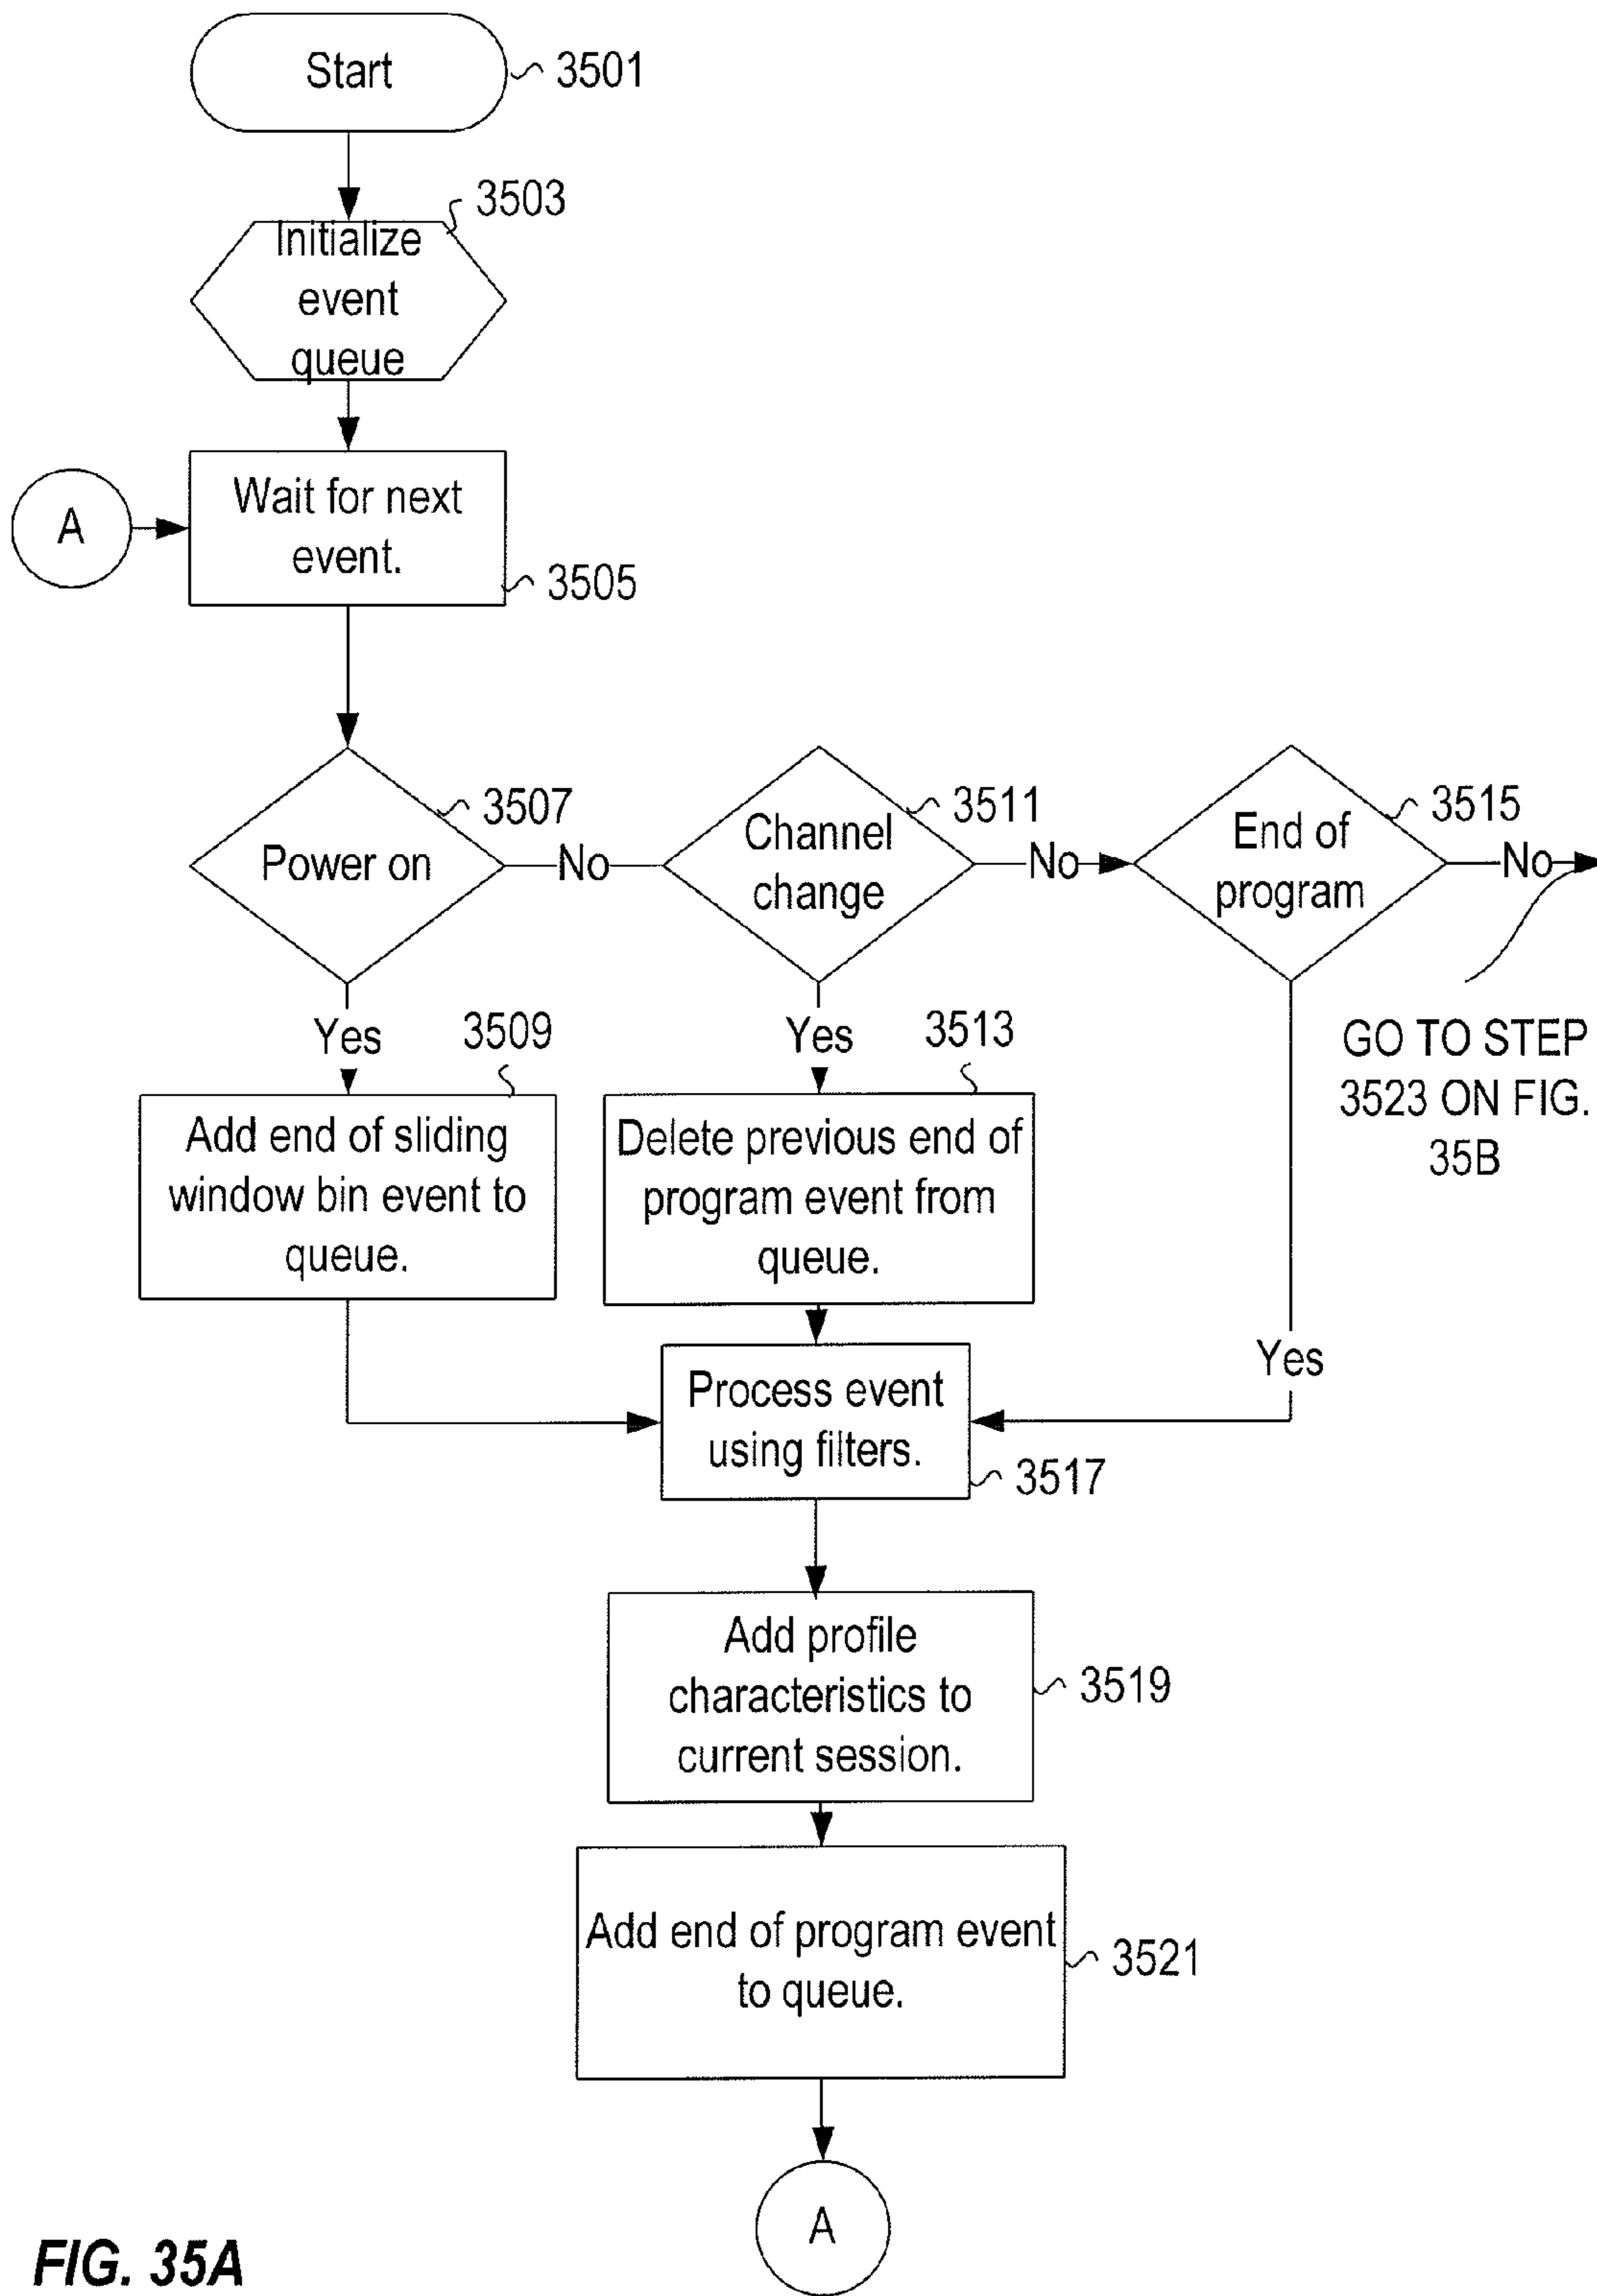 Start
3501
3503
Initialize
event
queue
A
Wait for next
event.
3505
Power on
3507
No
Channel
change
3511
No
End of
program
3515
No
Yes
3509
Yes
3513
GO TO STEP
3523 ON FIG.
35B
Add end of sliding
window bin event to
queue.
Delete previous end of
program event from
queue.
Yes
Process event
using filters.
3517
Add profile
characteristics to
current session.
3519
Add end of program event
to queue.
3521
A
FIG. 35A